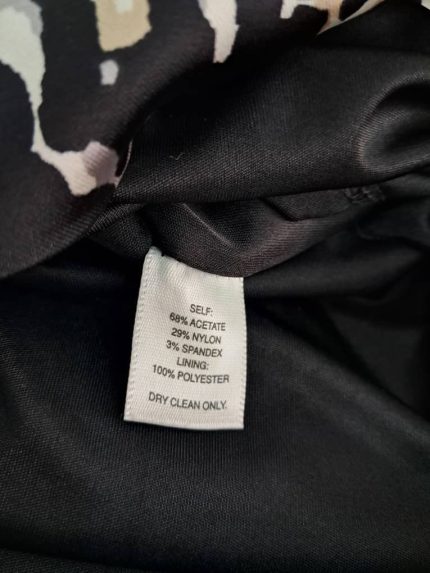 SELF:
68% ACETATE
29% NYLON
3% SPANDEX
LINING:
100% POLYESTER
DRY CLEAN ONLY.